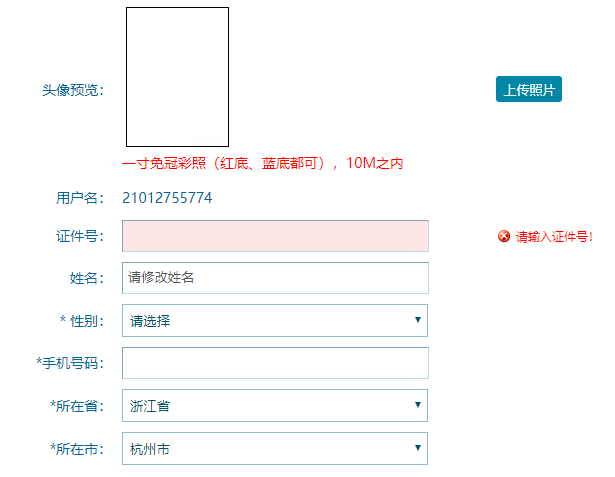 头像预览：
上传照片
一寸免冠彩照（红底、蓝底都可），10M之内
用户名： 21012755774
证件号： 请输入证件号!
姓名： 请修改姓名
* 性别： 请选择
*手机号码：
*所在省： 浙江省
*所在市： 杭州市